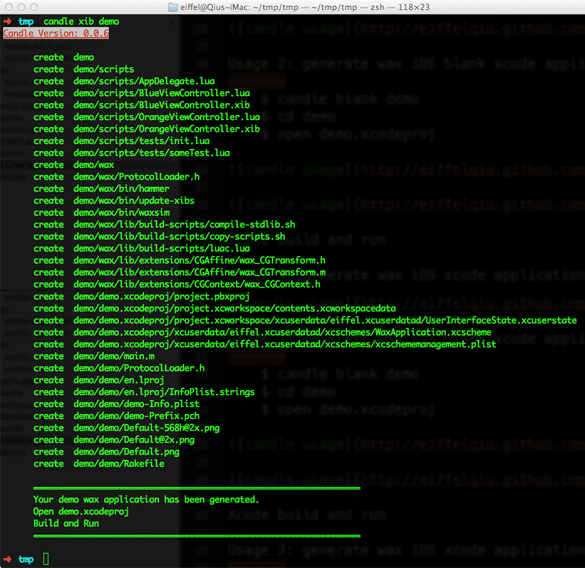 eiffel@Qius-iMac: ~/tmp/tmp — ~/tmp/tmp — zsh — 118×23
➜ tmp candle xib demo
Candle Version: 0.0.6
create demo
create demo/scripts
create demo/scripts/AppDelegate.lua
create demo/scripts/BlueViewController.lua
create demo/scripts/BlueViewController.xib
create demo/scripts/OrangeViewController.lua
create demo/scripts/OrangeViewController.xib
create demo/scripts/tests/init.lua
create demo/scripts/tests/someTest.lua
create demo/wax
create demo/wax/ProtocolLoader.h
create demo/wax/bin/hammer
create demo/wax/bin/update-xibs
create demo/wax/bin/waxsim
create demo/wax/lib/build-scripts/compile-stdlib.sh
create demo/wax/lib/build-scripts/copy-scripts.sh
create demo/wax/lib/build-scripts/luac.lua
create demo/wax/lib/extensions/CGAffine/wax_CGTransform.h
create demo/wax/lib/extensions/CGAffine/wax_CGTransform.m
create demo/wax/lib/extensions/CGContext/wax_CGContext.h
create demo/demo.xcodeproj/project.pbxproj
create demo/demo.xcodeproj/project.xcworkspace/contents.xcworkspacedata
create demo/demo.xcodeproj/project.xcworkspace/xcuserdata/eiffel.xcuserdatad/UserInterfaceState.xcuserstate
create demo/demo.xcodeproj/xcuserdata/eiffel.xcuserdatad/xcschemes/WaxApplication.xcscheme
create demo/demo.xcodeproj/xcuserdata/eiffel.xcuserdatad/xcschemes/xcschememanagement.plist
create demo/demo/main.m
create demo/demo/ProtocolLoader.h
create demo/demo/en.lproj
create demo/demo/en.lproj/InfoPlist.strings
create demo/demo/demo-Info.plist
create demo/demo/demo-Prefix.pch
create demo/demo/Default-568h@2x.png
create demo/demo/Default@2x.png
create demo/demo/Default.png
create demo/demo/Rakefile
Your demo wax application has been generated.
Open demo.xcodeproj
Build and Run
➜ tmp